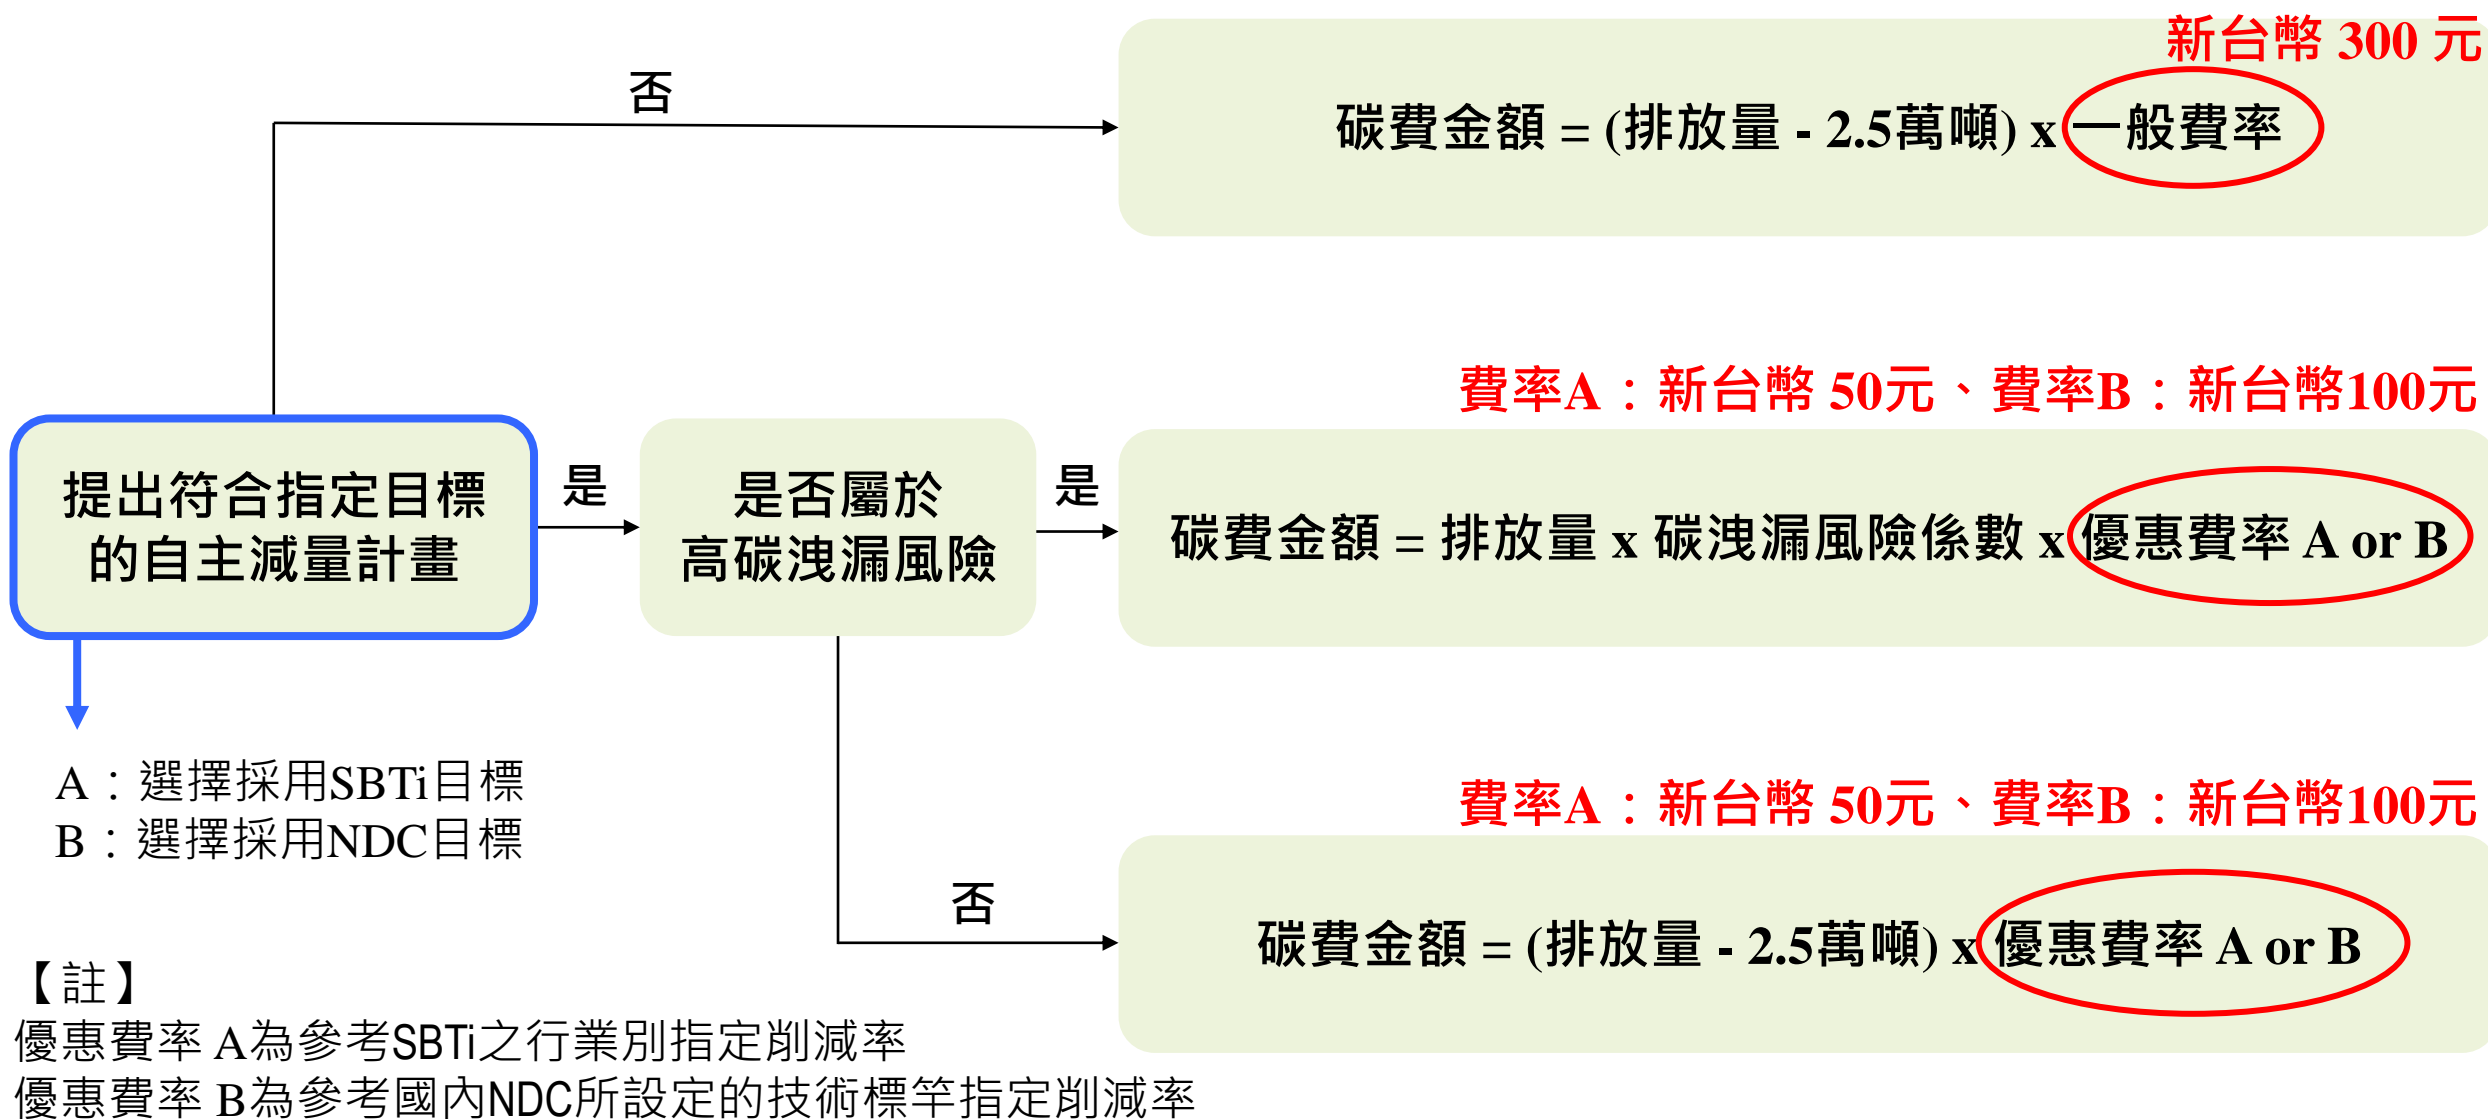 新台幣 300 元
否
碳費金額 = (排放量 - 2.5萬噸) x 一般費率
費率A：新台幣 50元、費率B：新台幣100元
提出符合指定目標
的自主減量計畫
是
是否屬於
高碳洩漏風險
是
碳費金額 = 排放量 x 碳洩漏風險係數 x 優惠費率 A or B
A：選擇採用SBTi目標
B：選擇採用NDC目標
費率A：新台幣 50元、費率B：新台幣100元
否
碳費金額 = (排放量 - 2.5萬噸) x 優惠費率 A or B
【註】
優惠費率 A為參考SBTi之行業別指定削減率
優惠費率 B為參考國內NDC所設定的技術標竿指定削減率